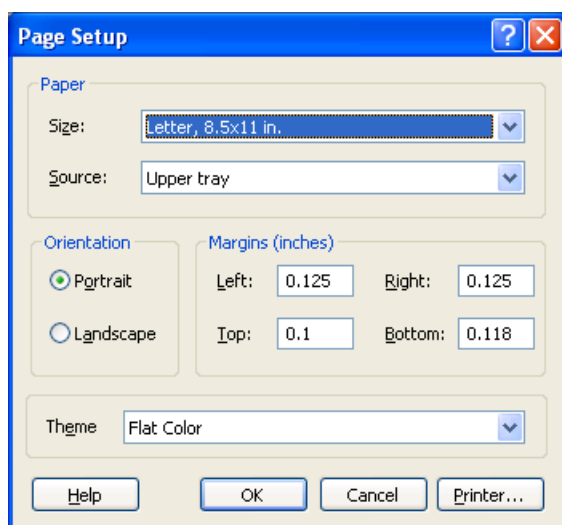 Page Setup
Paper
Size: Letter, 8.5x11 in.
Source: Upper tray
Orientation Margins (inches)
Portrait Left: 0.125 Right: 0.125
Landscape Top: 0.1 Bottom: 0.118
Theme Flat Color
Help OK Cancel Printer...